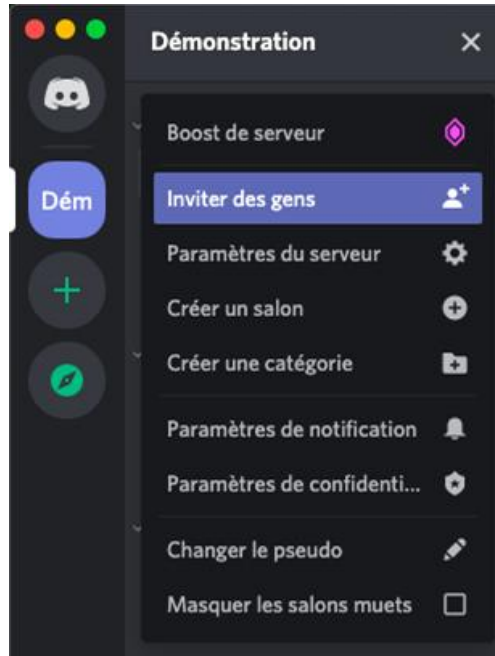 Démonstration
Boost de serveur
Dém
Inviter des gens
Paramètres du serveur
Créer un salon
Créer une catégorie
Paramètres de notification
Paramètres de confidenti...
Changer le pseudo
Masquer les salons muets